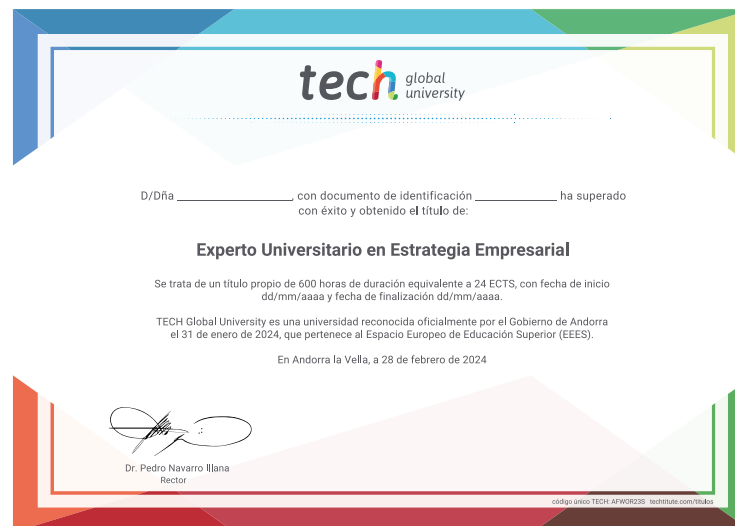 tech global
university
D/Dña ____________________, con documento de identificación ______________ ha superado
con éxito y obtenido el título de:
Experto Universitario en Estrategia Empresarial
Se trata de un título propio de 600 horas de duración equivalente a 24 ECTS, con fecha de inicio
dd/mm/aaaa y fecha de finalización dd/mm/aaaa.
TECH Global University es una universidad reconocida oficialmente por el Gobierno de Andorra
el 31 de enero de 2024, que pertenece al Espacio Europeo de Educación Superior (EEES).
En Andorra la Vella, a 28 de febrero de 2024
Dr. Pedro Navarro Illana
Rector
código único TECH: AFWOR23S techtitute.com/titulos